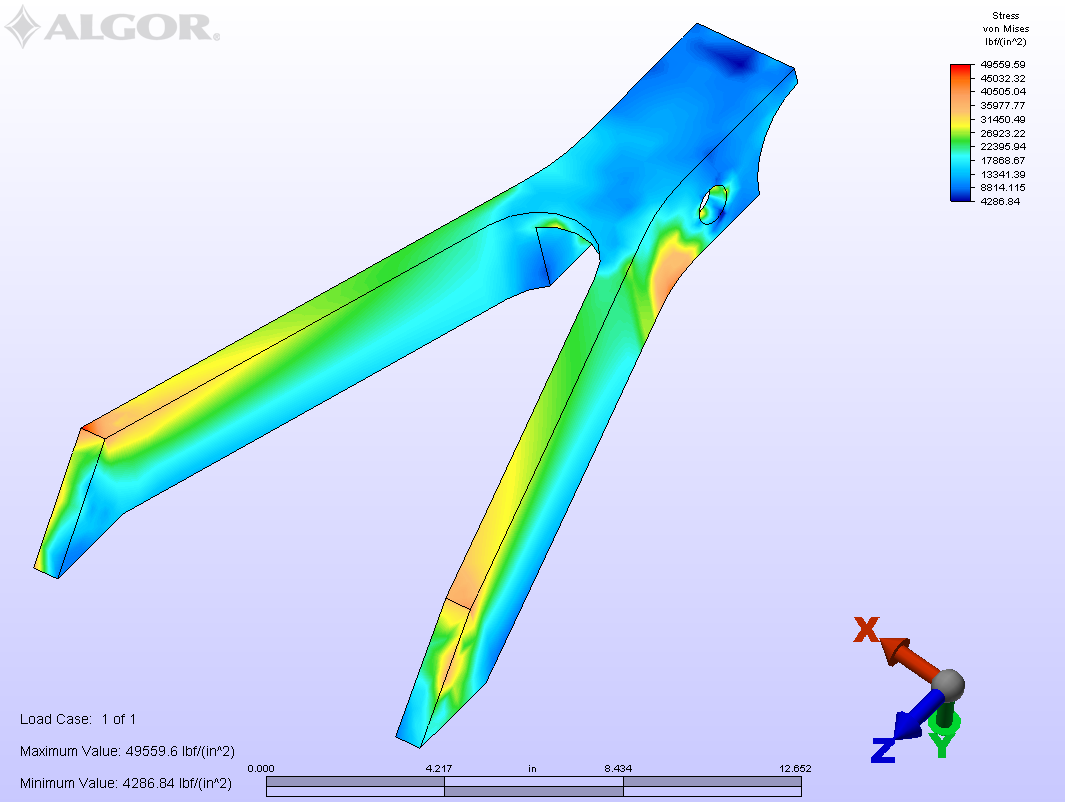 ALGOR®
Stress
von Mises
lbf/(in^2)
49559.59
45032.32
40505.04
35977.77
31450.49
26923.22
22395.94
17868.67
13341.39
8814.115
4286.84
X
Z
Y
Load Case: 1 of 1
Maximum Value: 49559.6 lbf/(in^2)
Minimum Value: 4286.84 lbf/(in^2)
0.000 4.217 in 8.434 12.652